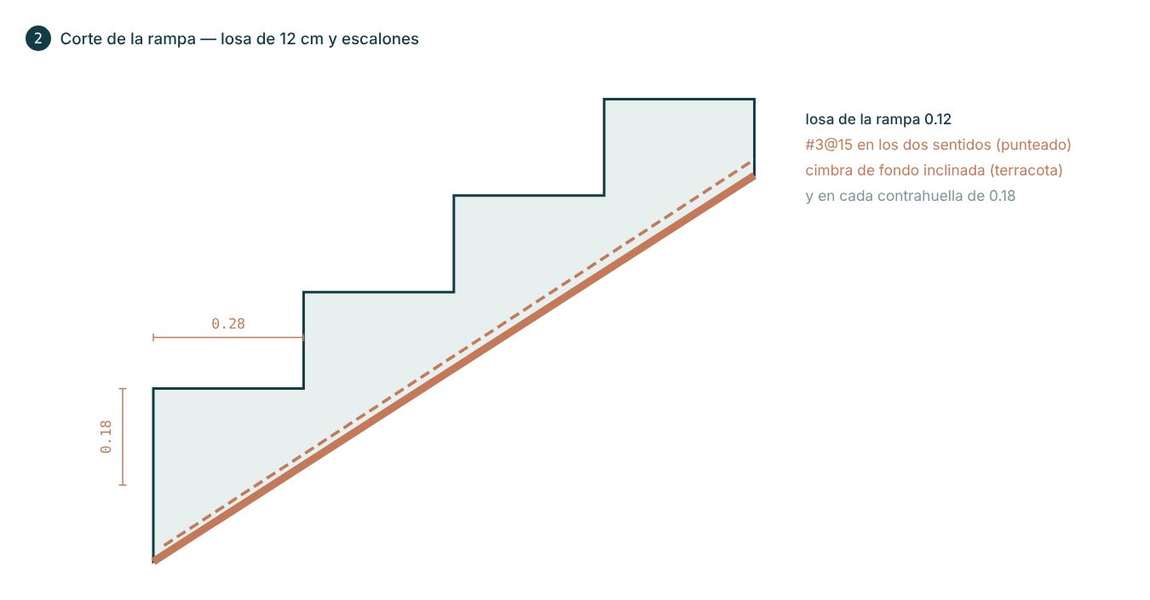 2 Corte de la rampa — losa de 12 cm y escalones
losa de la rampa 0.12
#3@15 en los dos sentidos (punteado)
cimbra de fondo inclinada (terracota)
y en cada contrahuella de 0.18
0.28
0.18